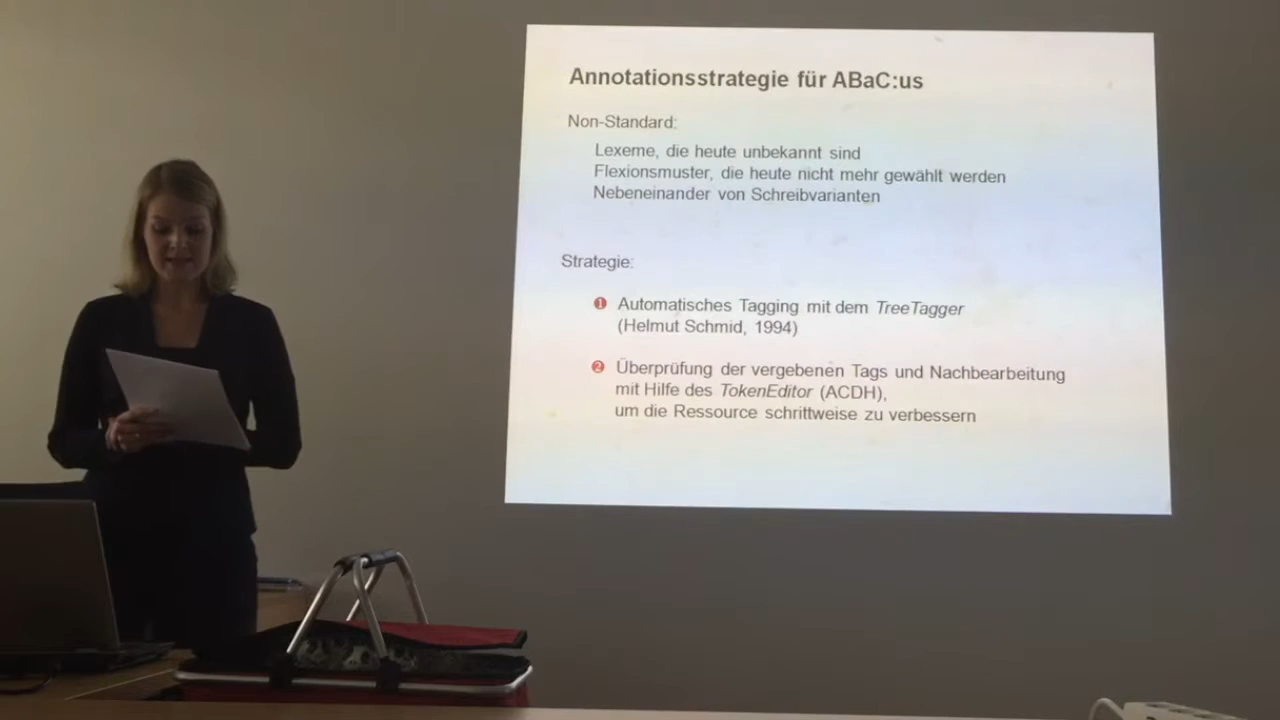 Annotationsstrategie für ABaC:us
Non-Standard:
Lexeme, die heute unbekannt sind
Flexionsmuster, die heute nicht mehr gewählt werden
Nebeneinander von Schreibvarianten
Strategie:
❶ Automatisches Tagging mit dem TreeTagger
(Helmut Schmid, 1994)
❷ Überprüfung der vergebenen Tags und Nachbearbeitung
mit Hilfe des TokenEditor (ACDH),
um die Ressource schrittweise zu verbessern